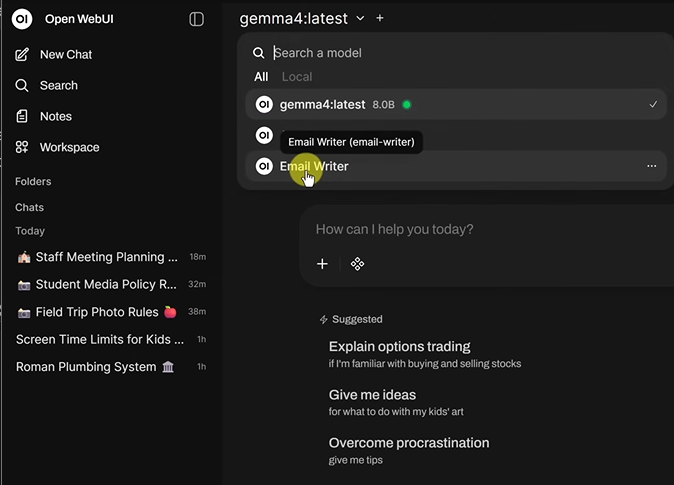 OI Open WebUI
New Chat
Search
Notes
Workspace
Folders
Chats
Today
Staff Meeting Planning ... 18m
Student Media Policy R... 32m
Field Trip Photo Rules 38m
Screen Time Limits for Kids ... 1h
Roman Plumbing System 1h
gemma4:latest
Search a model
All Local
OI gemma4:latest 8.0B
OI
Email Writer (email-writer)
OI Email Writer
How can I help you today?
Suggested
Explain options trading
if I'm familiar with buying and selling stocks
Give me ideas
for what to do with my kids' art
Overcome procrastination
give me tips